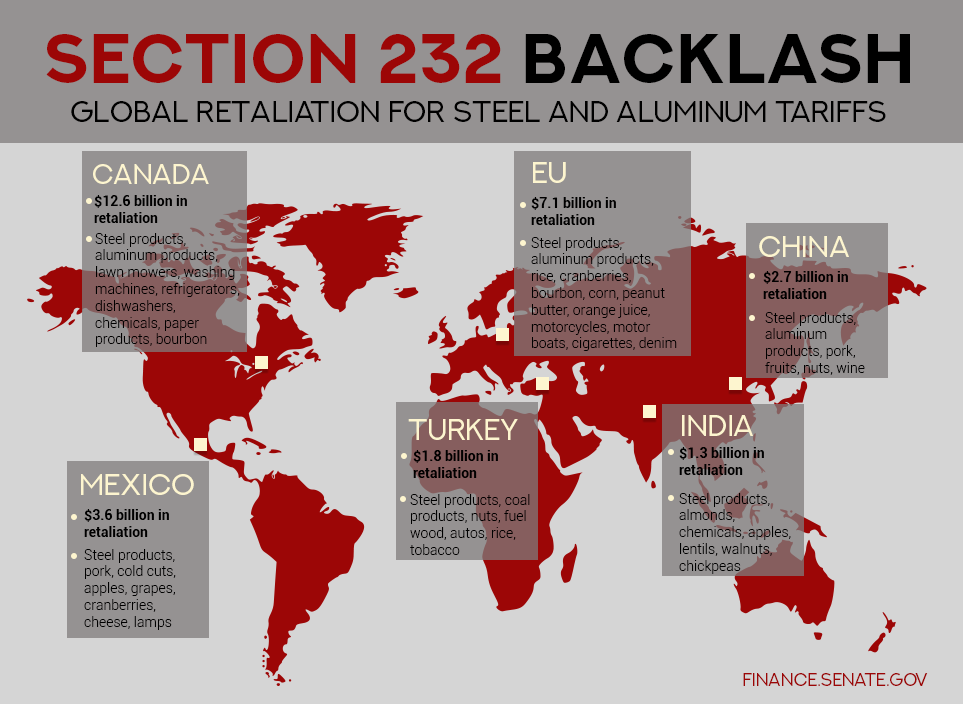 SECTION 232 BACKLASH
GLOBAL RETALIATION FOR STEEL AND ALUMINUM TARIFFS
CANADA
$12.6 billion in
retaliation
Steel products,
aluminum products,
lawn mowers, washing
machines, refrigerators,
dishwashers,
chemicals, paper
products, bourbon
EU
$7.1 billion in
retaliation
Steel products,
aluminum products,
rice, cranberries,
bourbon, corn, peanut
butter, orange juice,
motorcycles, motor
boats, cigarettes, denim
CHINA
$2.7 billion in
retaliation
Steel products,
aluminum
products, pork,
fruits, nuts, wine
TURKEY
$1.8 billion in
retaliation
Steel products, coal
products, nuts, fuel
wood, autos, rice,
tobacco
INDIA
$1.3 billion in
retaliation
Steel products,
almonds,
chemicals, apples,
lentils, walnuts,
chickpeas
MEXICO
$3.6 billion in
retaliation
Steel products,
pork, cold cuts,
apples, grapes,
cranberries,
cheese, lamps
FINANCE.SENATE.GOV